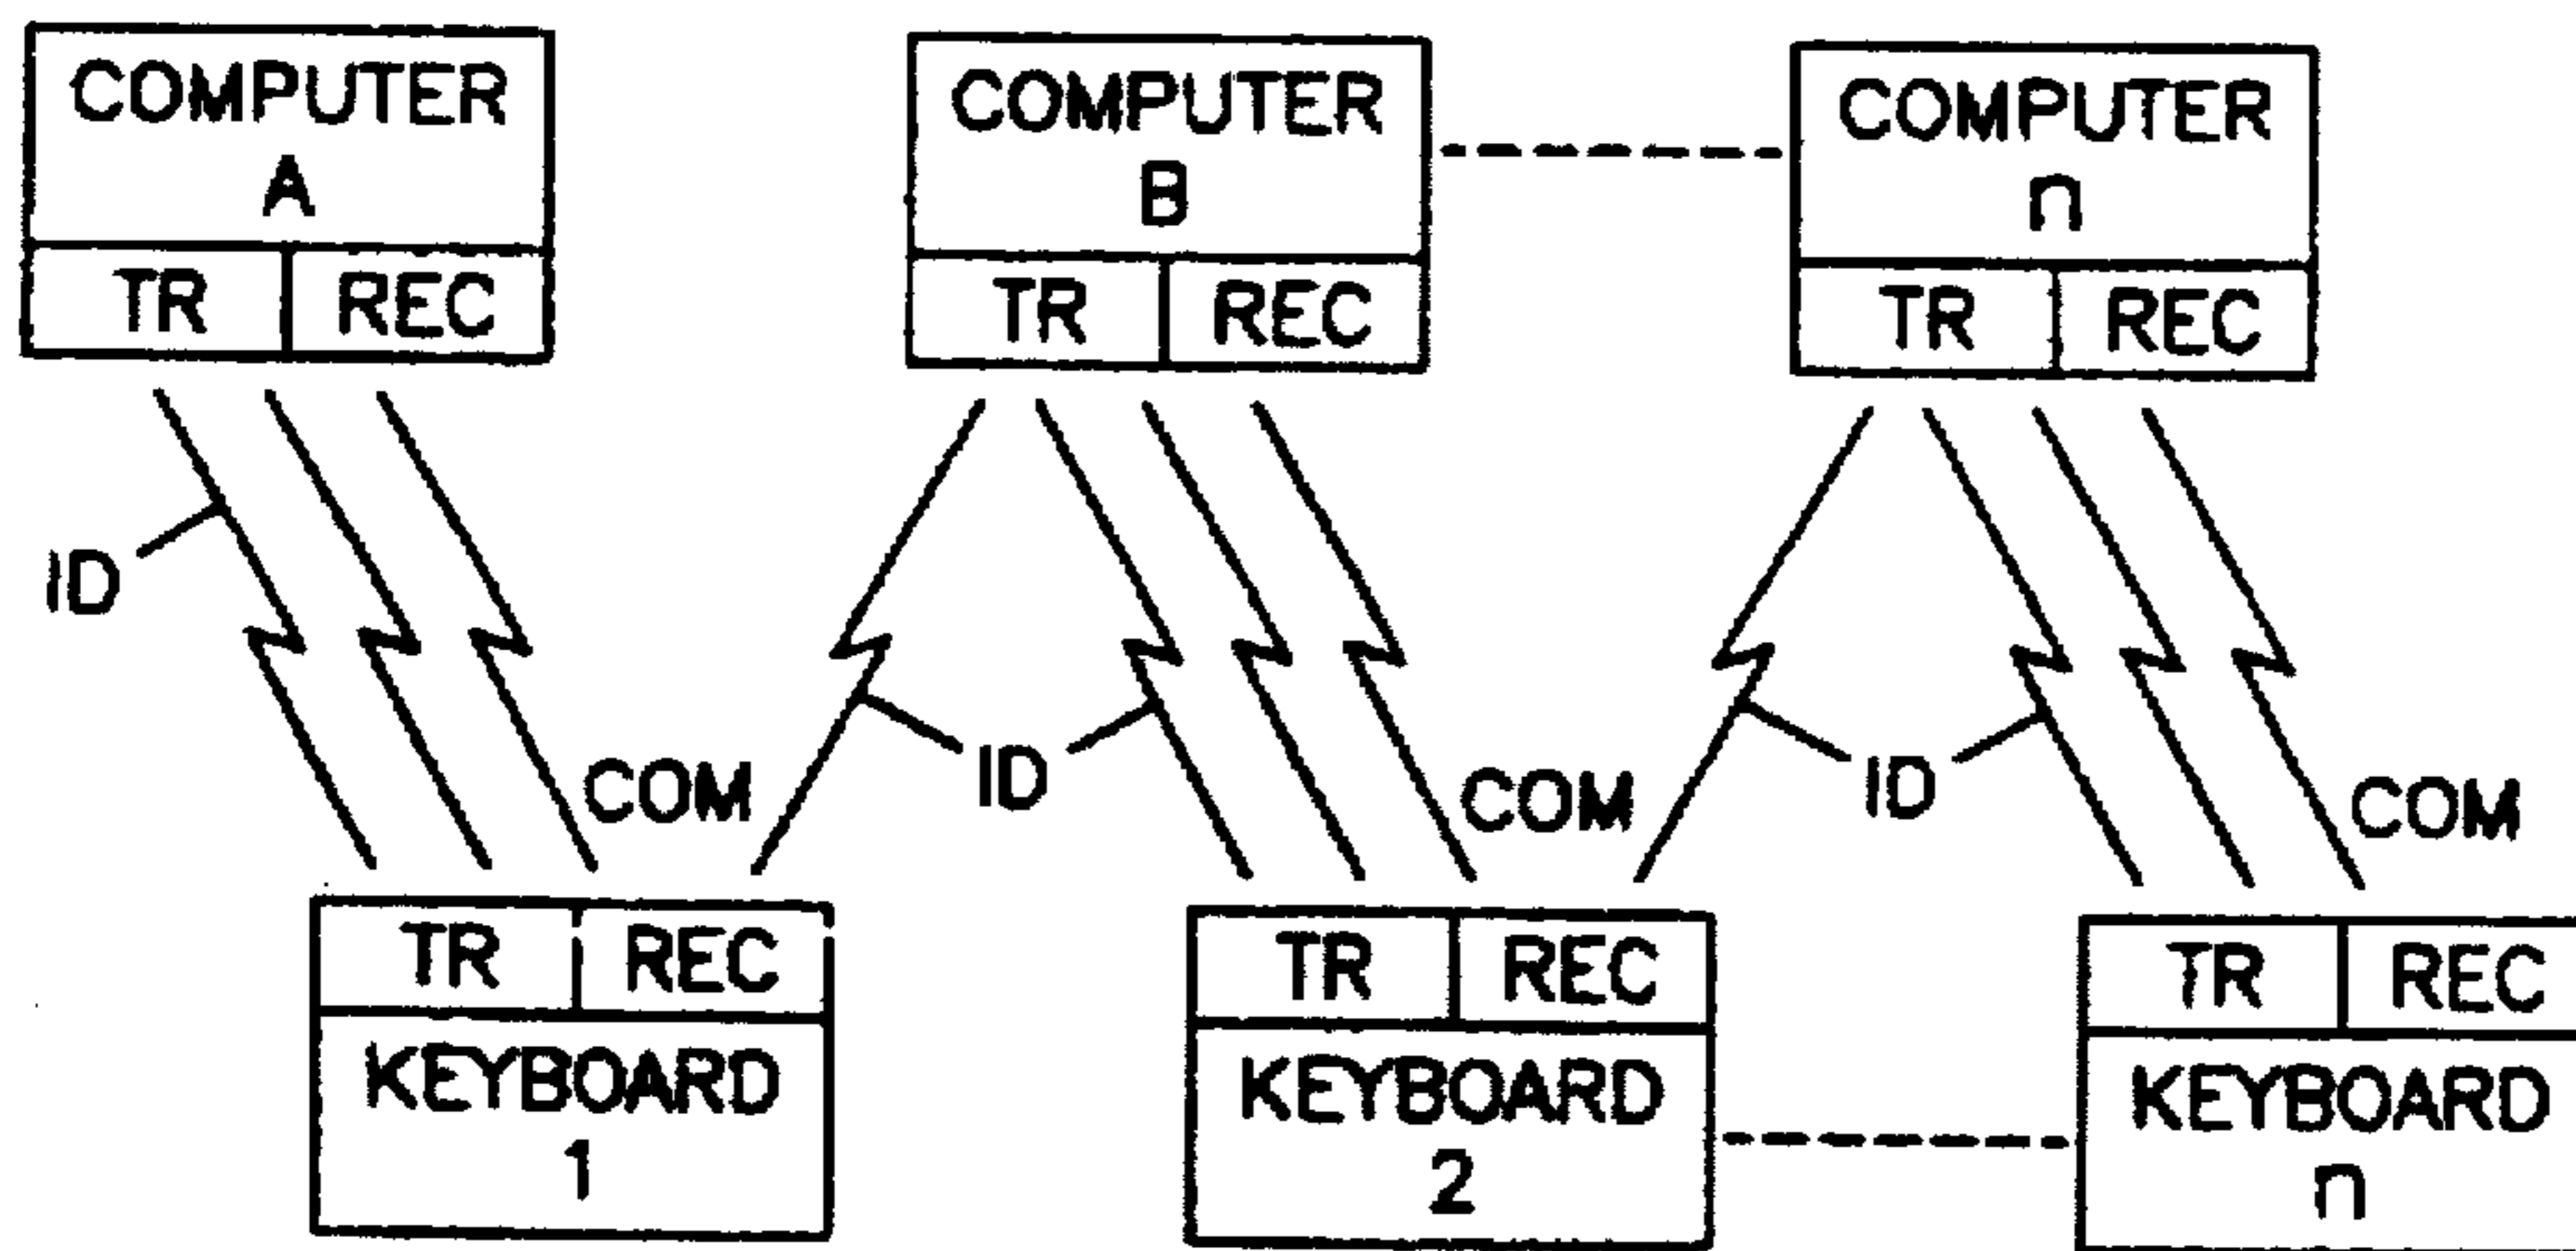 COMPUTER
A
TR REC
COMPUTER
B
TR REC
COMPUTER
n
TR REC
ID
COM
ID
COM
ID
COM
TR REC
KEYBOARD
1
TR REC
KEYBOARD
2
TR REC
KEYBOARD
n